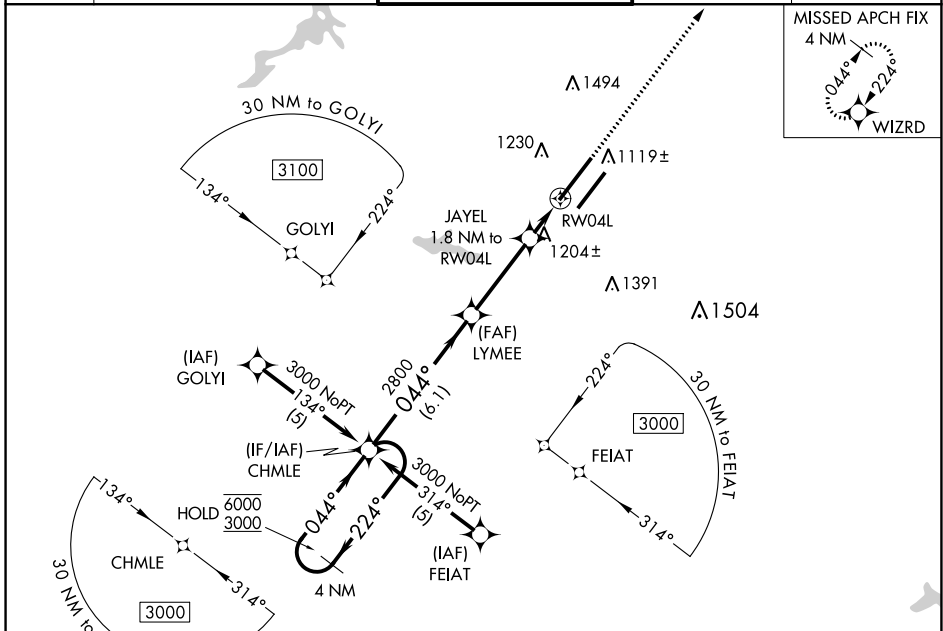 MISSED APCH FIX
4 NM
044°
224°
WIZRD
1494
30 NM to GOLYI
3100
134°
224°
GOLYI
1230
1119±
RW04L
JAYEL
1.8 NM to
RW04L
1204±
1391
1504
(FAF)
LYMEE
(IAF)
GOLYI
3000 NoPT
134°
(5)
2800
044°
(6.1)
224°
30 NM to FEIAT
3000
FEIAT
314°
(IF/IAF)
CHMLE
3000 NoPT
314°
(5)
(IAF)
FEIAT
HOLD
6000
3000
044°
224°
4 NM
134°
CHMLE
314°
3000
30 NM to